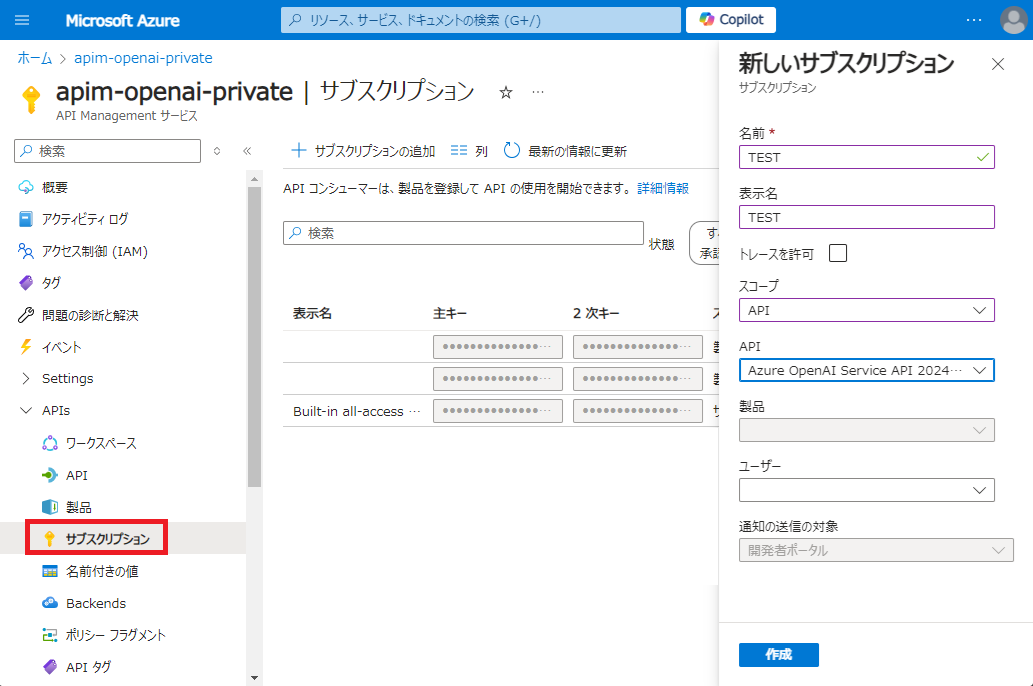 Microsoft Azure
リソース、サービス、ドキュメントの検索 (G+/)
Copilot
ホーム > apim-openai-private
apim-openai-private | サブスクリプション
API Management サービス
検索
概要
アクティビティ ログ
アクセス制御 (IAM)
タグ
問題の診断と解決
イベント
Settings
APIs
ワークスペース
API
製品
サブスクリプション
名前付きの値
Backends
ポリシー フラグメント
API タグ
サブスクリプションの追加
列
最新の情報に更新
API コンシューマーは、製品を登録して API の使用を開始できます。 詳細情報
検索
状態
表示名 主キー 2 次キー
Built-in all-access ...
新しいサブスクリプション
サブスクリプション
名前 *
TEST
表示名
TEST
トレースを許可
スコープ
API
API
Azure OpenAI Service API 2024...
製品
ユーザー
通知の送信の対象
開発者ポータル
作成